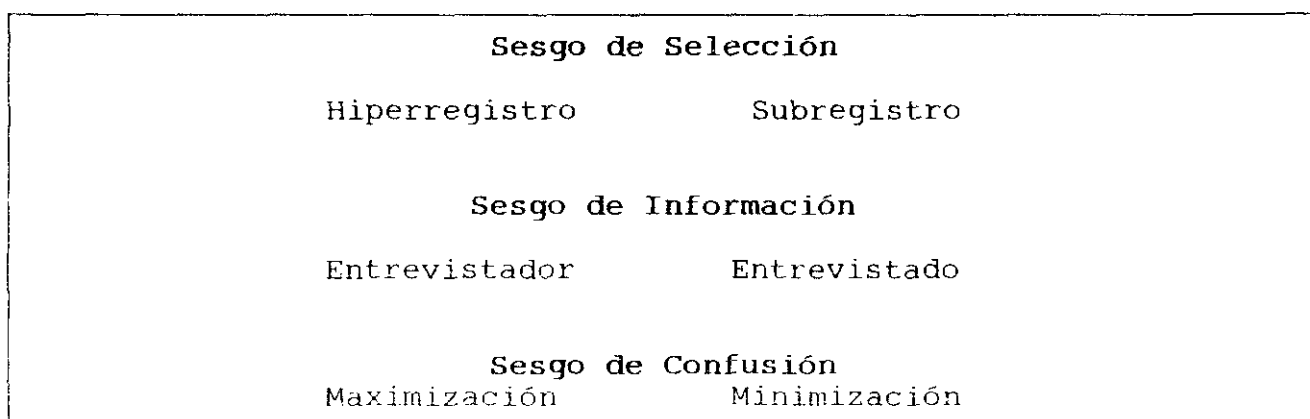 Sesgo de Selección
Hiperregistro Subregistro
Sesgo de Información
Entrevistador Entrevistado
Sesgo de Confusión
Maximización Minimización